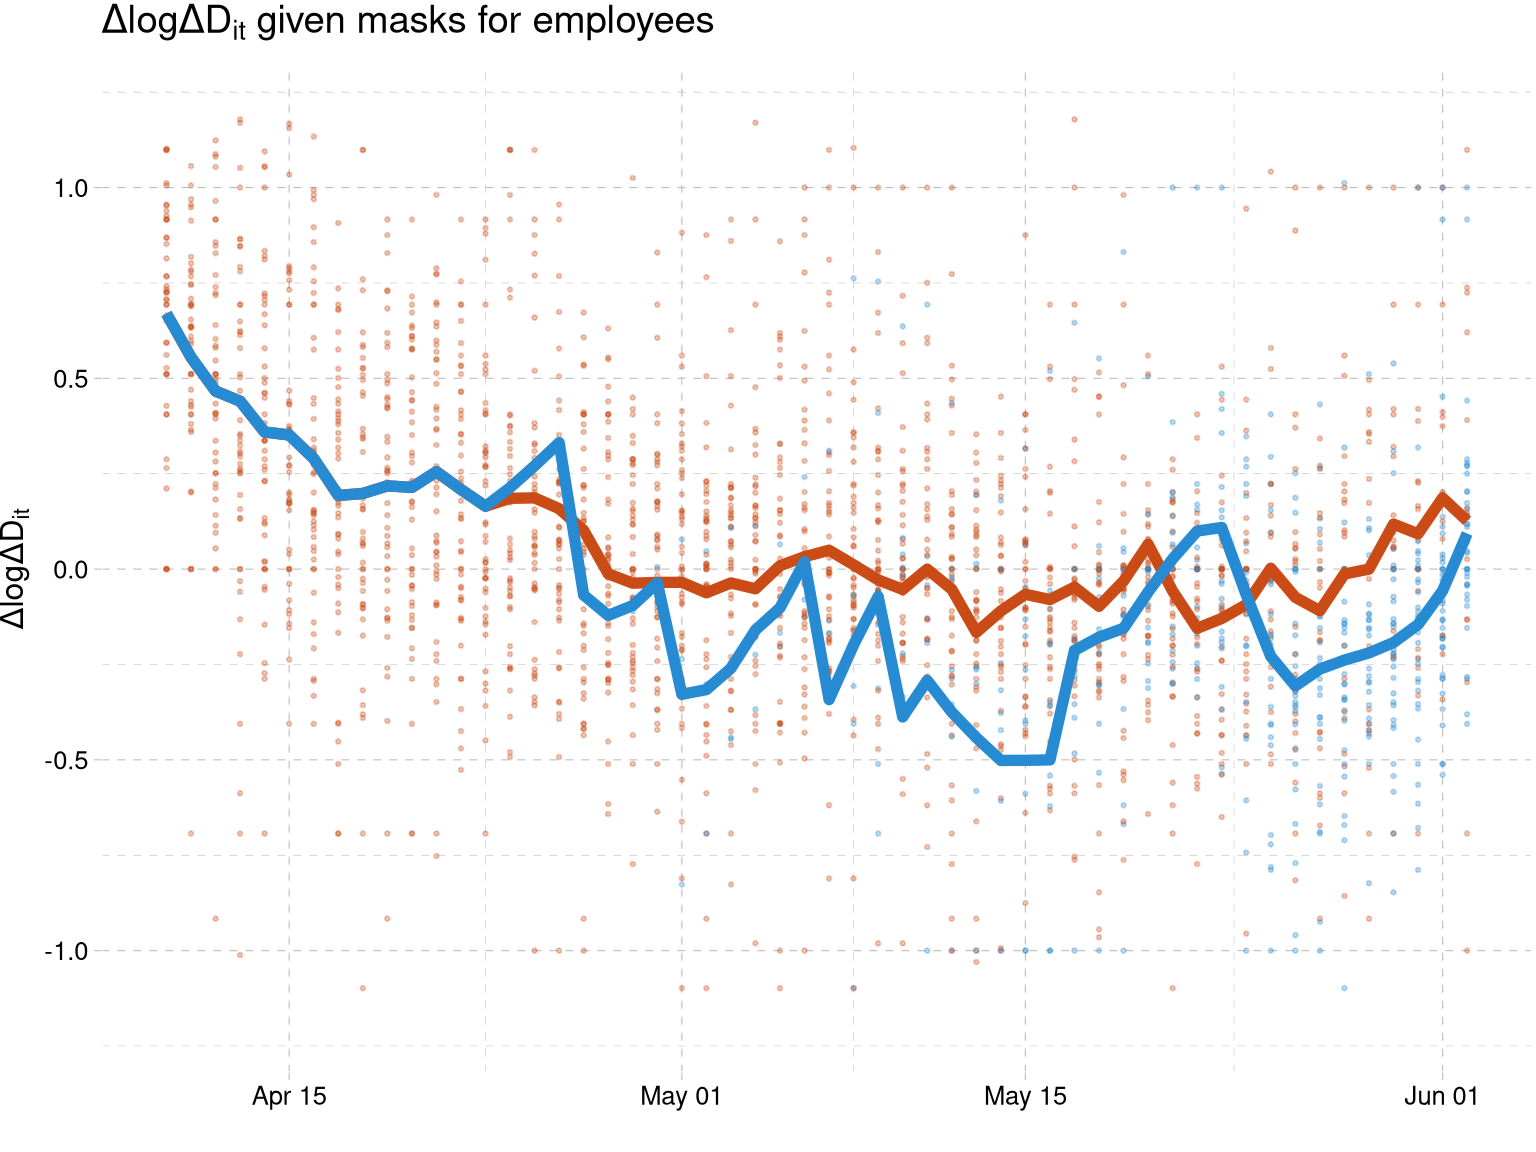 ΔlogΔDit given masks for employees
ΔlogΔDit
1.0
0.5
0.0
-0.5
-1.0
Apr 15
May 01
May 15
Jun 01